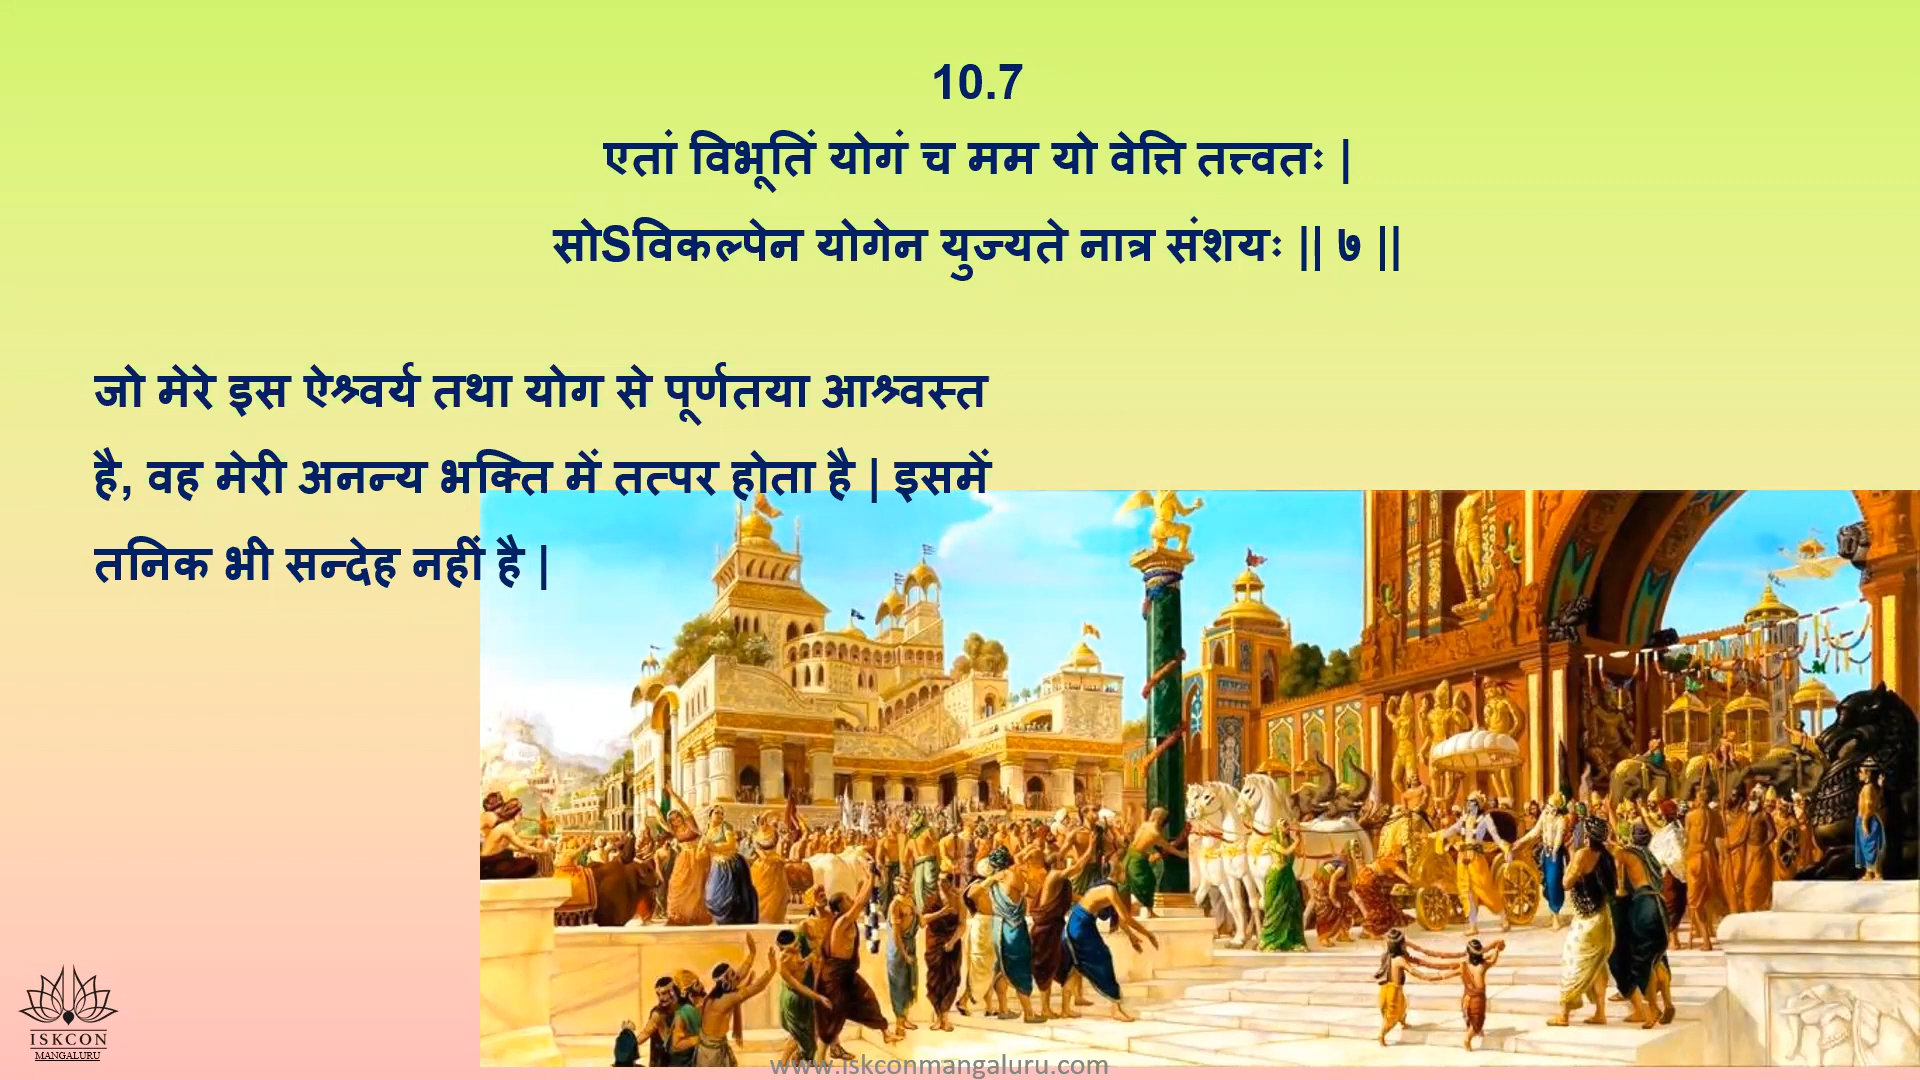 10.7
एतां विभूतिं योगं च मम यो वेत्ति तत्त्वतः |
सोSविकल्पेन योगेन युज्यते नात्र संशयः || ७ ||
जो मेरे इस ऐश्र्वर्य तथा योग से पूर्णतया आश्र्वस्त
है, वह मेरी अनन्य भक्ति में तत्पर होता है | इसमें
तनिक भी सन्देह नहीं है |
ISKCON
MANGALURU
www.iskconmangaluru.com